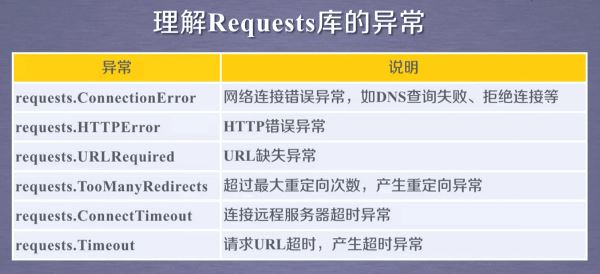 理解Requests库的异常
异常 说明
requests.ConnectionError 网络连接错误异常，如DNS查询失败、拒绝连接等
requests.HTTPError HTTP错误异常
requests.URLRequired URL缺失异常
requests.TooManyRedirects 超过最大重定向次数，产生重定向异常
requests.ConnectTimeout 连接远程服务器超时异常
requests.Timeout 请求URL超时，产生超时异常